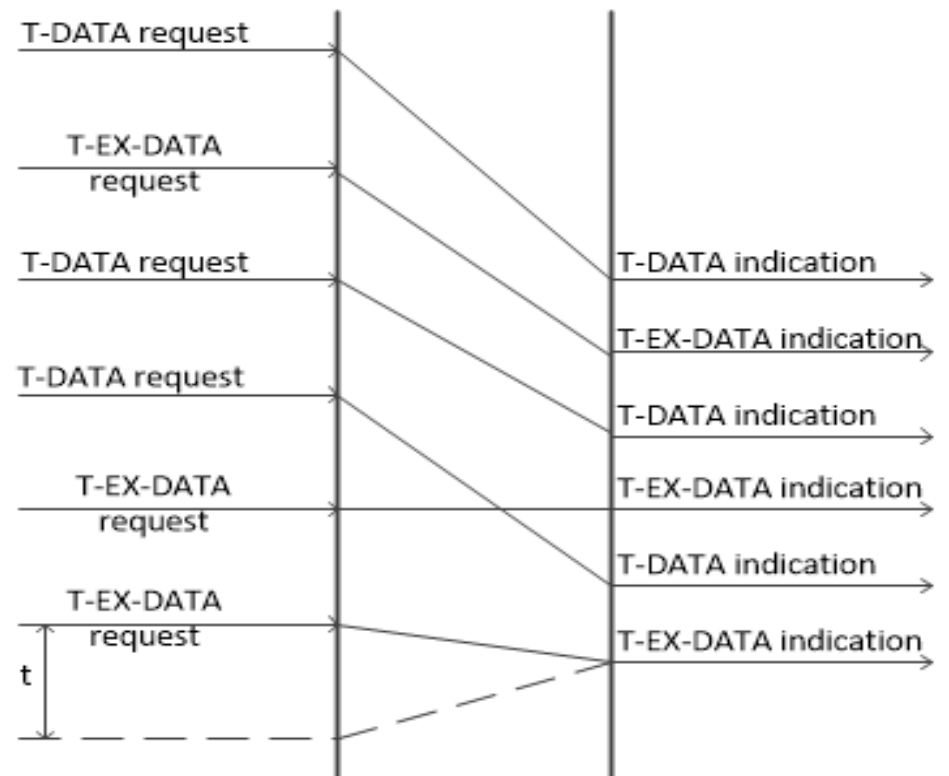 T-DATA request
T-EX-DATA
request
T-DATA request
T-DATA indication
T-EX-DATA indication
T-DATA request
T-DATA indication
T-EX-DATA
request
T-EX-DATA indication
T-DATA indication
T-EX-DATA
request
T-EX-DATA indication
t